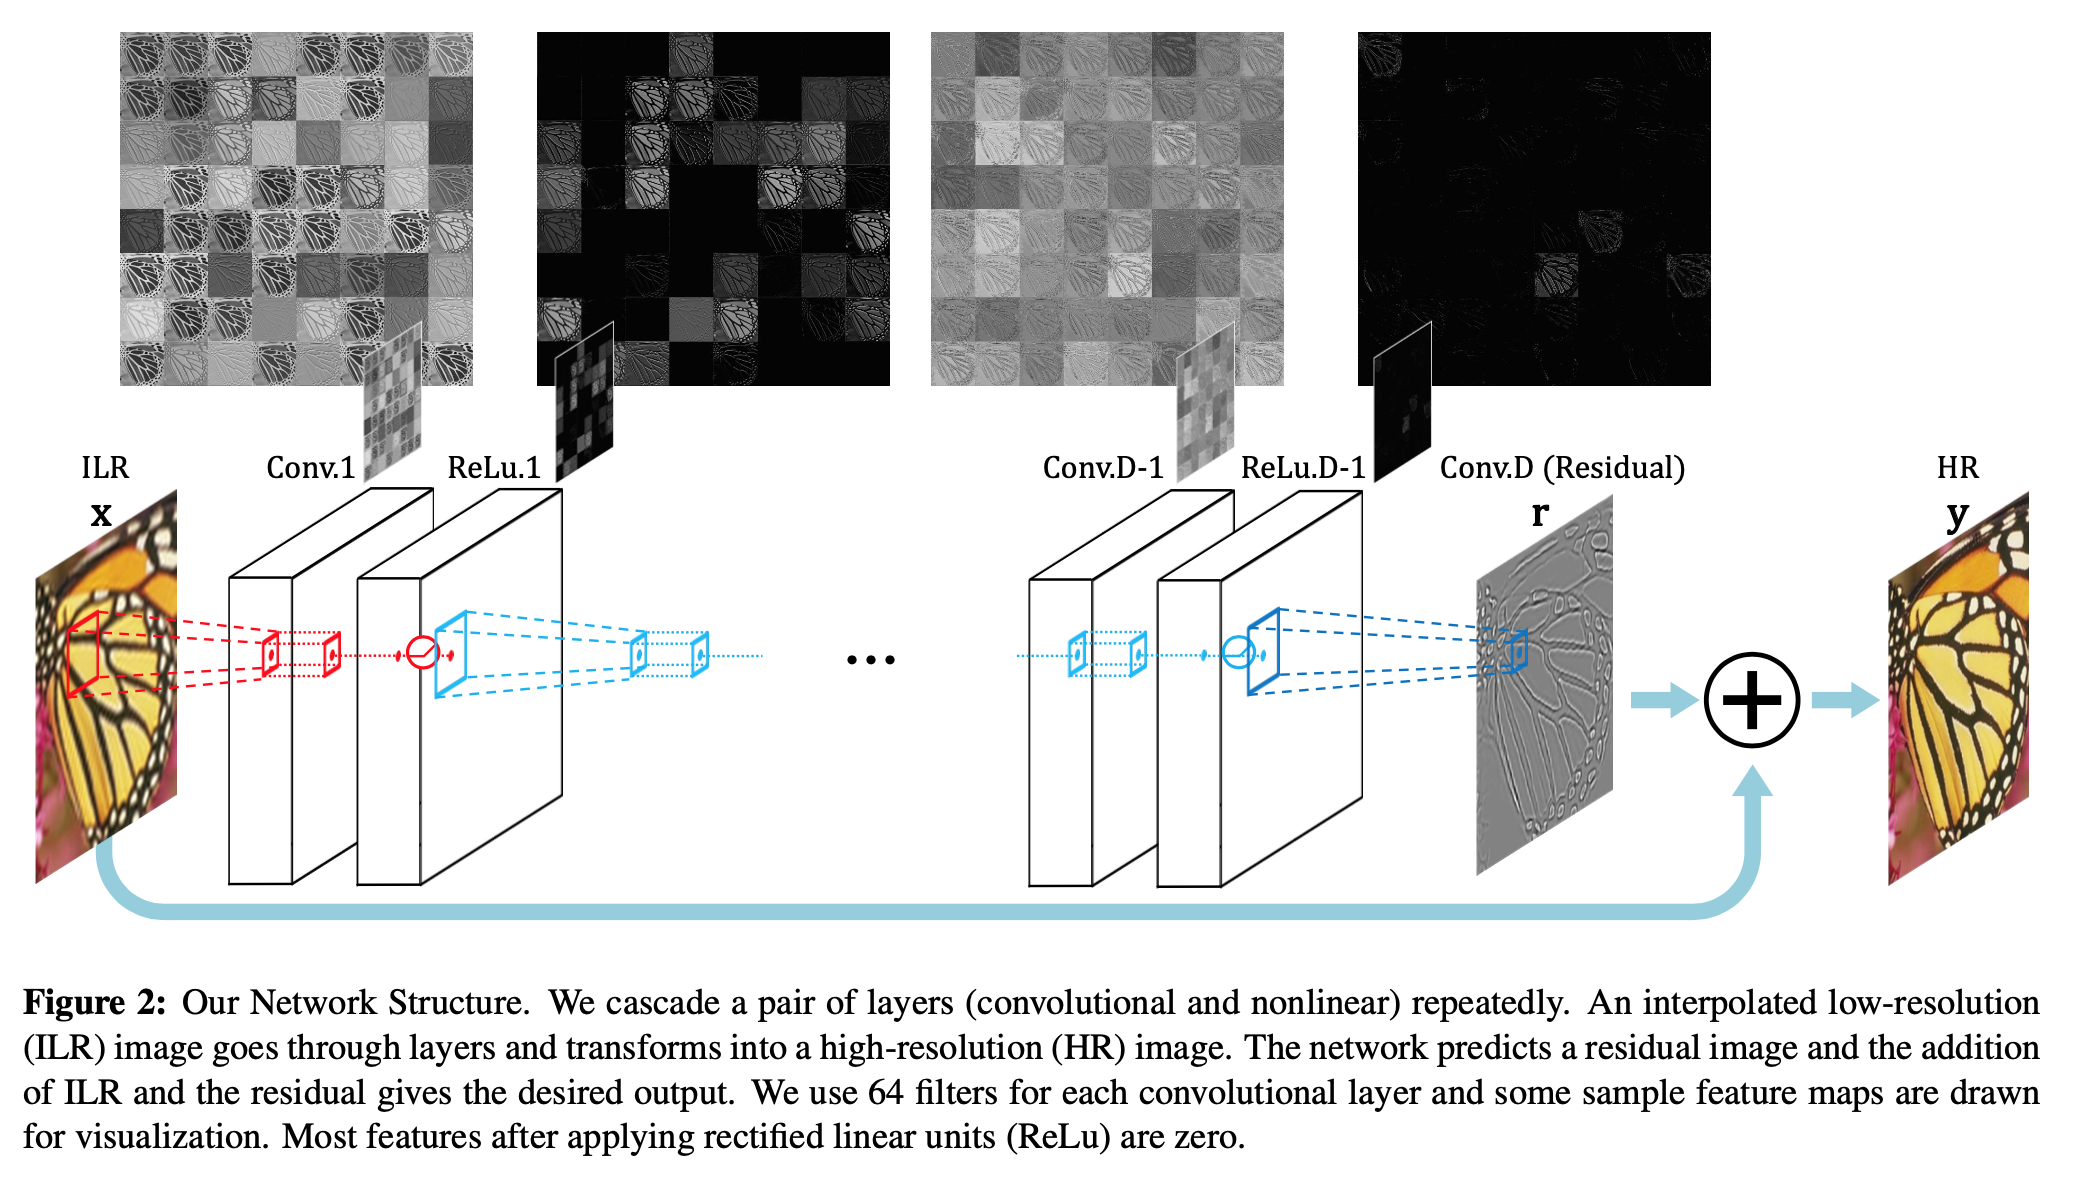 ILR
Conv.1
ReLu.1
Conv.D-1
ReLu.D-1
Conv.D (Residual)
HR
x
r
y
...
+
Figure 2: Our Network Structure. We cascade a pair of layers (convolutional and nonlinear) repeatedly. An interpolated low-resolution
(ILR) image goes through layers and transforms into a high-resolution (HR) image. The network predicts a residual image and the addition
of ILR and the residual gives the desired output. We use 64 filters for each convolutional layer and some sample feature maps are drawn
for visualization. Most features after applying rectified linear units (ReLu) are zero.